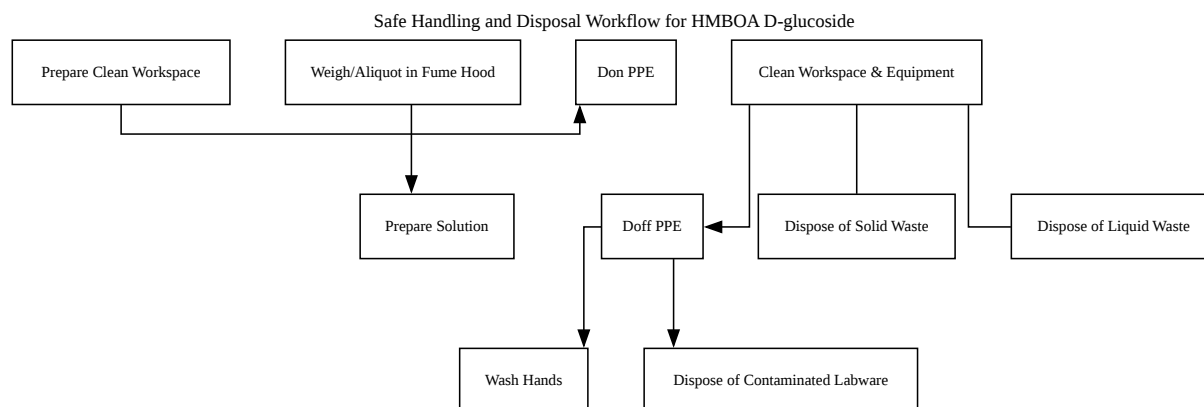 Safe Handling and Disposal Workflow for HMBOA D-glucoside
Prepare Clean Workspace
Weigh/Aliquot in Fume Hood
Don PPE
Clean Workspace & Equipment
Prepare Solution
Doff PPE
Dispose of Solid Waste
Dispose of Liquid Waste
Wash Hands
Dispose of Contaminated Labware